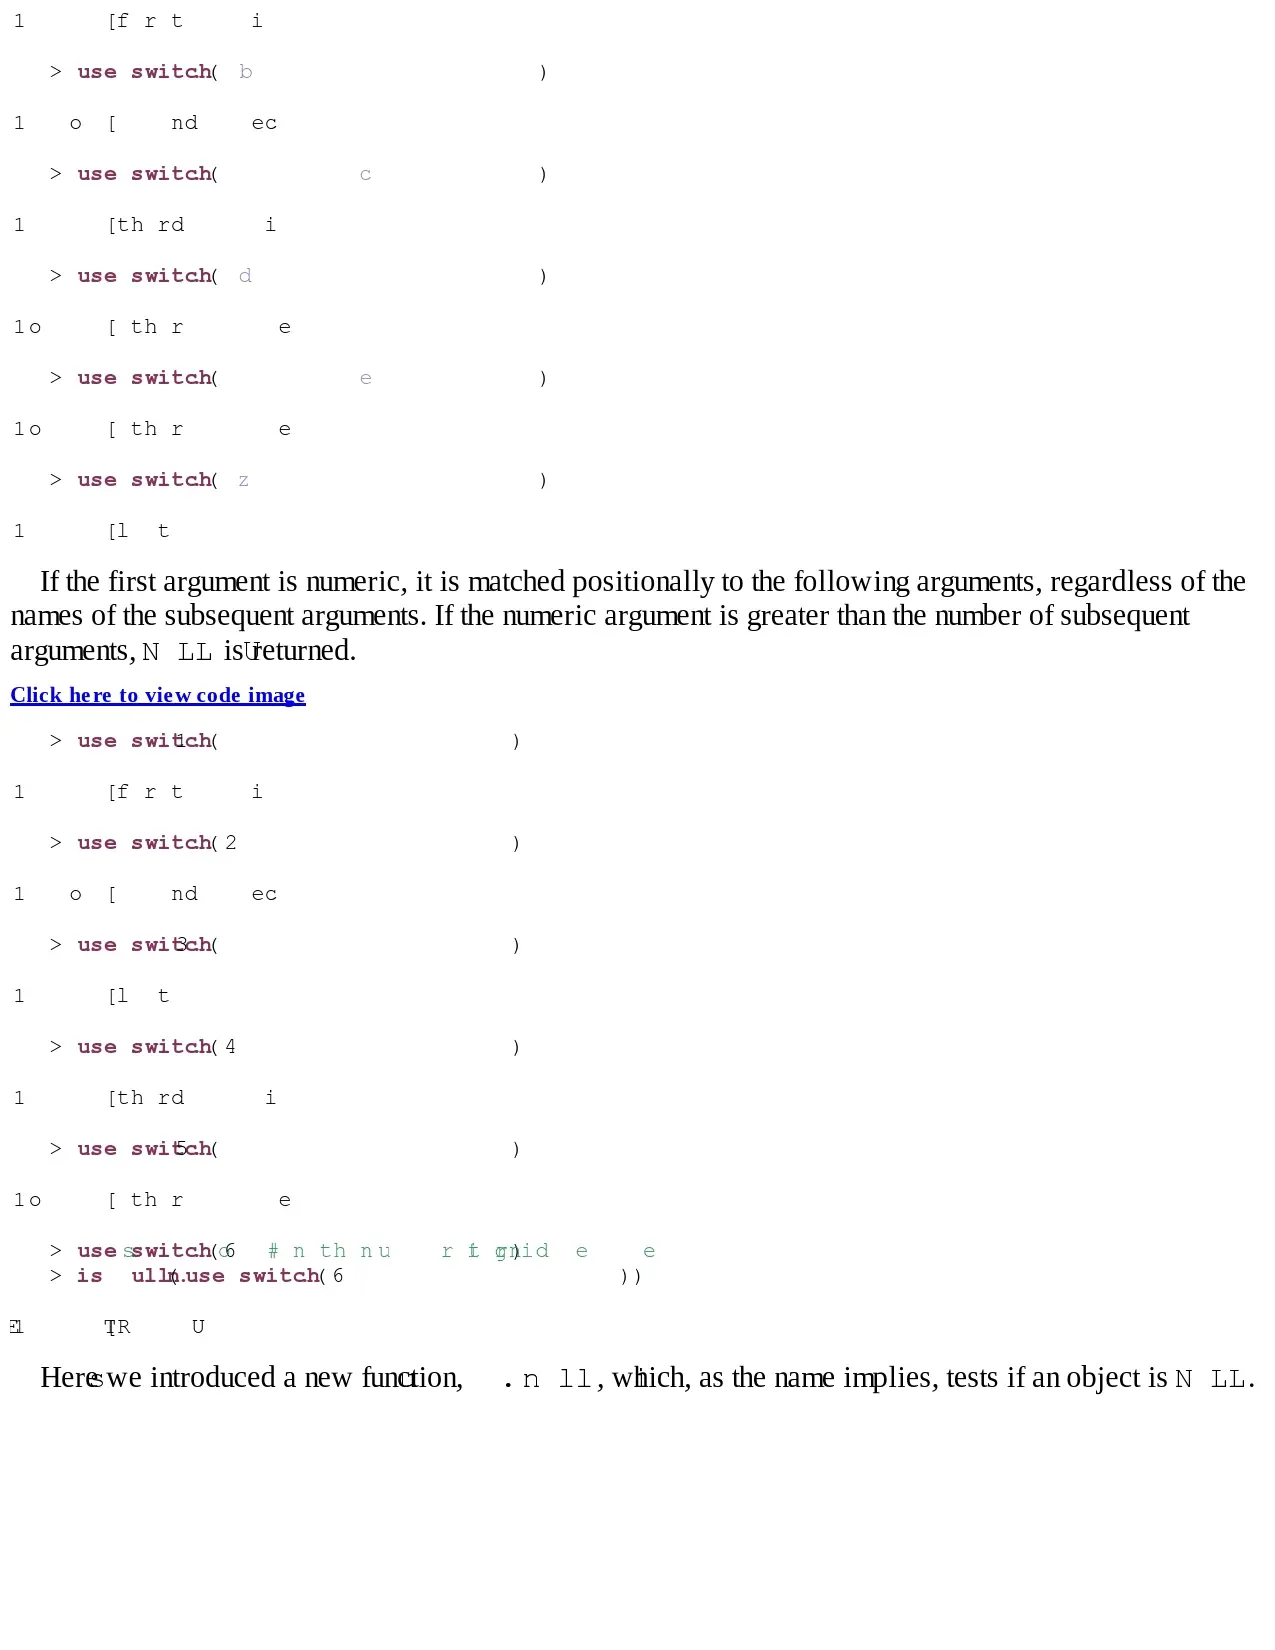 1 [f r t i
> use switch( b )
1 o [ nd ec
> use switch( c )
1 [th rd i
> use switch( d )
1o [ th r e
> use switch( e )
1o [ th r e
> use switch( z )
1 [l t
If the first argument is numeric, it is matched positionally to the following arguments, regardless of the
names of the subsequent arguments. If the numeric argument is greater than the number of subsequent
arguments, N LL is returned.
Click here to view code image
> use switch( 1 )
1 [f r t i
> use switch( 2 )
1 o [ nd ec
> use switch( 3 )
1 [l t
> use switch( 4 )
1 [th rd i
> use switch( 5 )
1o [ th r e
> use switch( 6 ) # n th nu r e e
> is ull use switch( 6 ))
1 [TR U
Here we introduced a new function, . n ll, which, as the name implies, tests if an object is N LL.